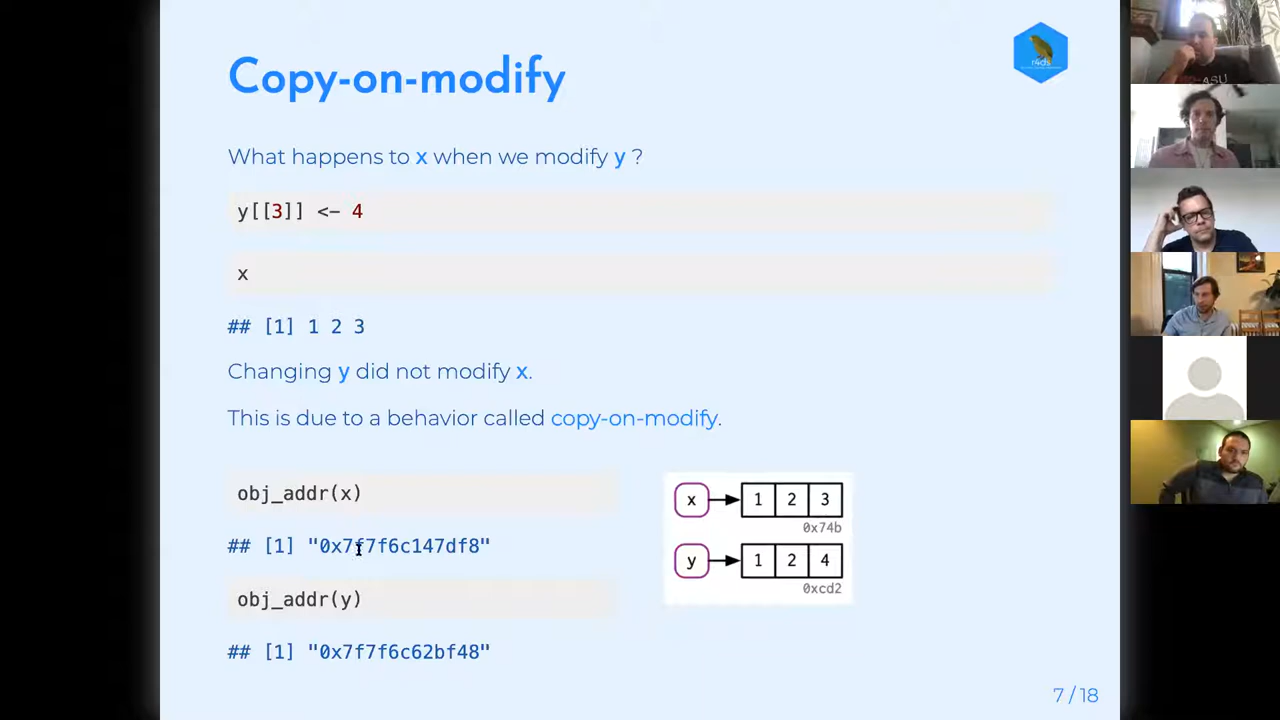 Copy-on-modify
r4ds
What happens to x when we modify y ?
y[[3]] <- 4
x
## [1] 1 2 3
Changing y did not modify x.
This is due to a behavior called copy-on-modify.
obj_addr(x)
## [1] "0x7f7f6c147df8"
obj_addr(y)
## [1] "0x7f7f6c62bf48"
x 1 2 3
0x74b
y 1 2 4
0xcd2
7 / 18
ASU